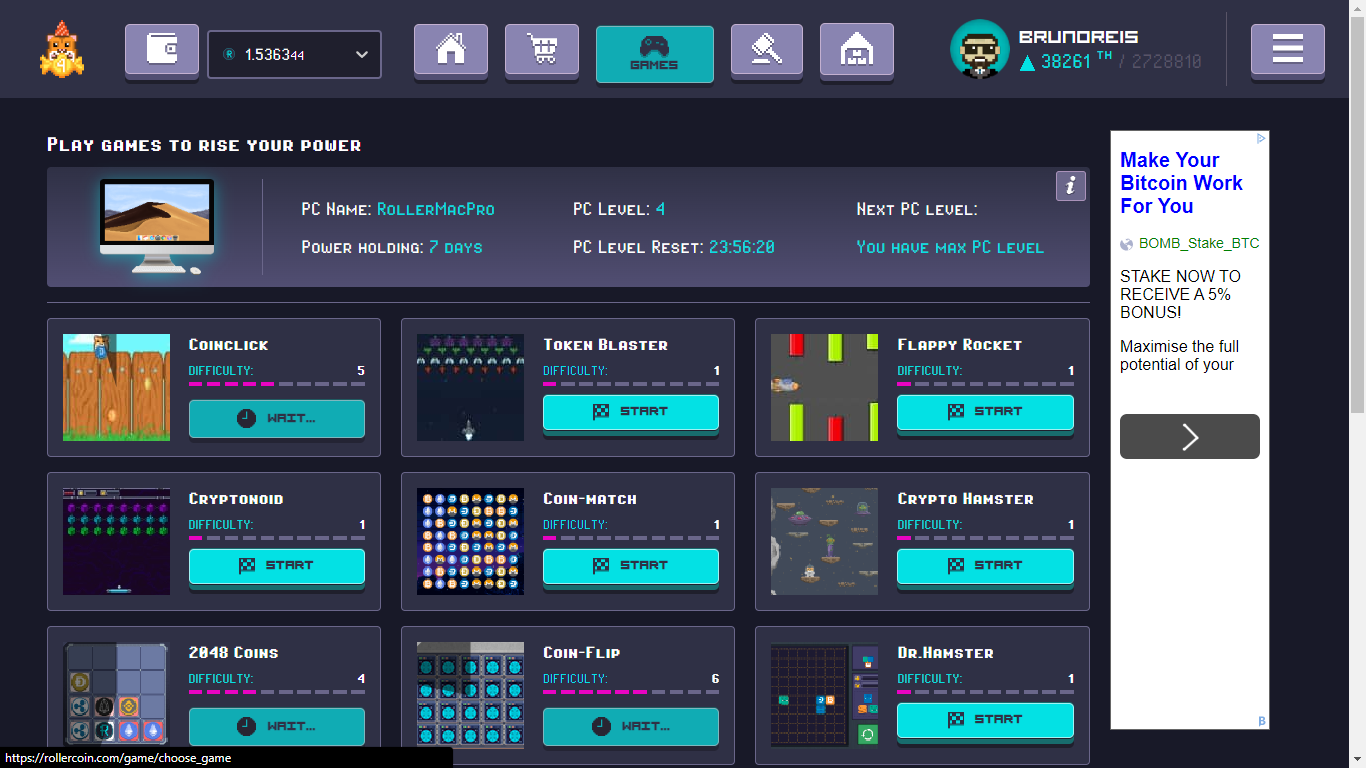 1.536344
GAMES
BRUNOREIS
38261 TH / 2728810
Play games to rise your power
PC Name: RollerMacPro
PC Level: 4
Next PC level:
Power holding: 7 days
PC Level Reset: 23:56:20
You have max PC level
i
Coinclick
Difficulty: 5
WAIT...
Token Blaster
Difficulty: 1
START
Flappy Rocket
Difficulty: 1
START
Cryptonoid
Difficulty: 1
START
Coin-match
Difficulty: 1
START
Crypto Hamster
Difficulty: 1
START
2048 Coins
Difficulty: 4
WAIT...
Coin-Flip
Difficulty: 6
WAIT...
Dr.Hamster
Difficulty: 1
START
Make Your
Bitcoin Work
For You
BOMB_Stake_BTC
STAKE NOW TO
RECEIVE A 5%
BONUS!
Maximise the full
potential of your
https://rollercoin.com/game/choose_game